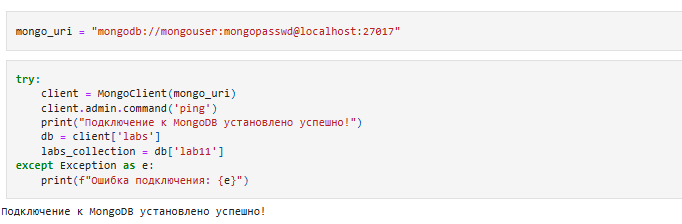 mongo_uri = "mongodb://mongouser:mongopasswd@localhost:27017"
try:
    client = MongoClient(mongo_uri)
    client.admin.command('ping')
    print("Подключение к MongoDB установлено успешно!")
    db = client['labs']
    labs_collection = db['lab11']
except Exception as e:
    print(f"Ошибка подключения: {e}")
Подключение к MongoDB установлено успешно!